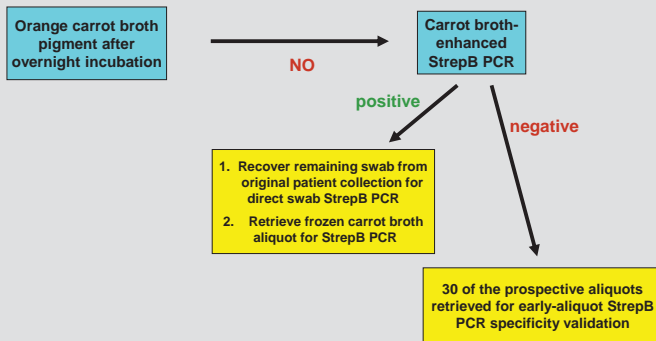 Orange carrot broth
pigment after
overnight incubation
NO
Carrot broth-
enhanced
StrepB PCR
positive
negative
1. Recover remaining swab from
original patient collection for
direct swab StrepB PCR
2. Retrieve frozen carrot broth
aliquot for StrepB PCR
30 of the prospective aliquots
retrieved for early-aliquot StrepB
PCR specificity validation